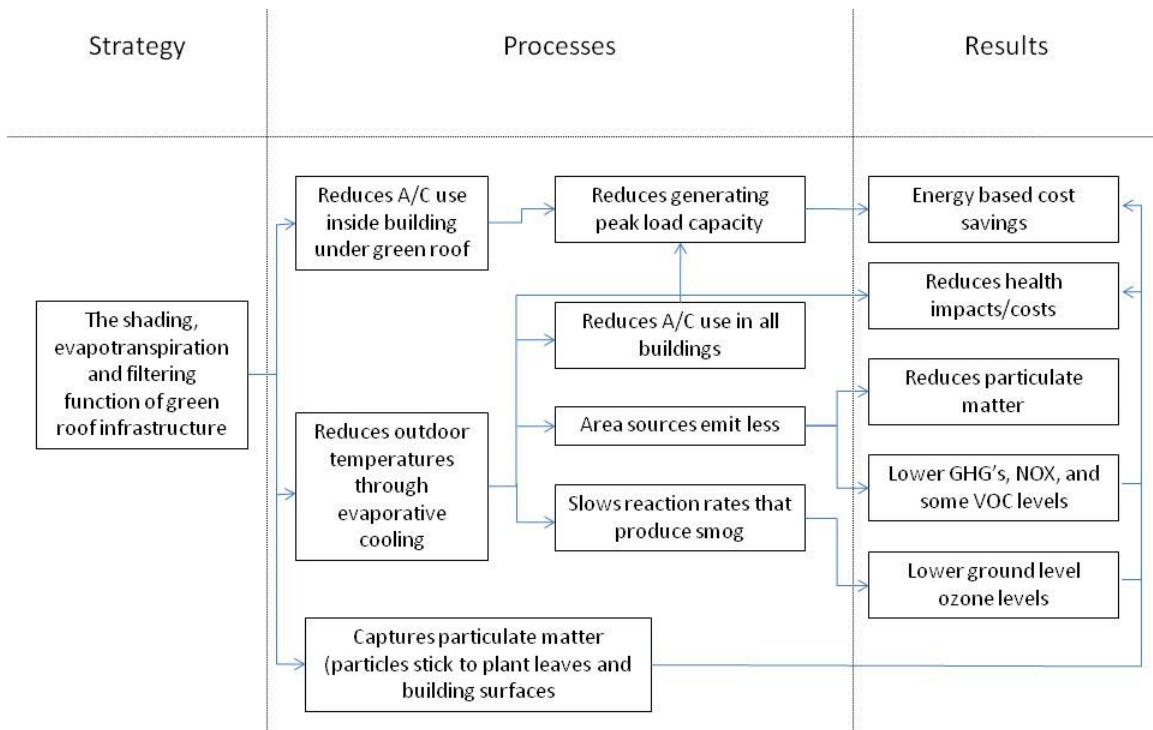 Strategy
Processes
Results
The shading,
evapotranspiration
and filtering
function of green
roof infrastructure
Reduces A/C use
inside building
under green roof
Reduces outdoor
temperatures
through
evaporative
cooling
Captures particulate matter
(particles stick to plant leaves and
building surfaces
Reduces generating
peak load capacity
Reduces A/C use in all
buildings
Area sources emit less
Slows reaction rates that
produce smog
Energy based cost
savings
Reduces health
impacts/costs
Reduces particulate
matter
Lower GHG's, NOX, and
some VOC levels
Lower ground level
ozone levels